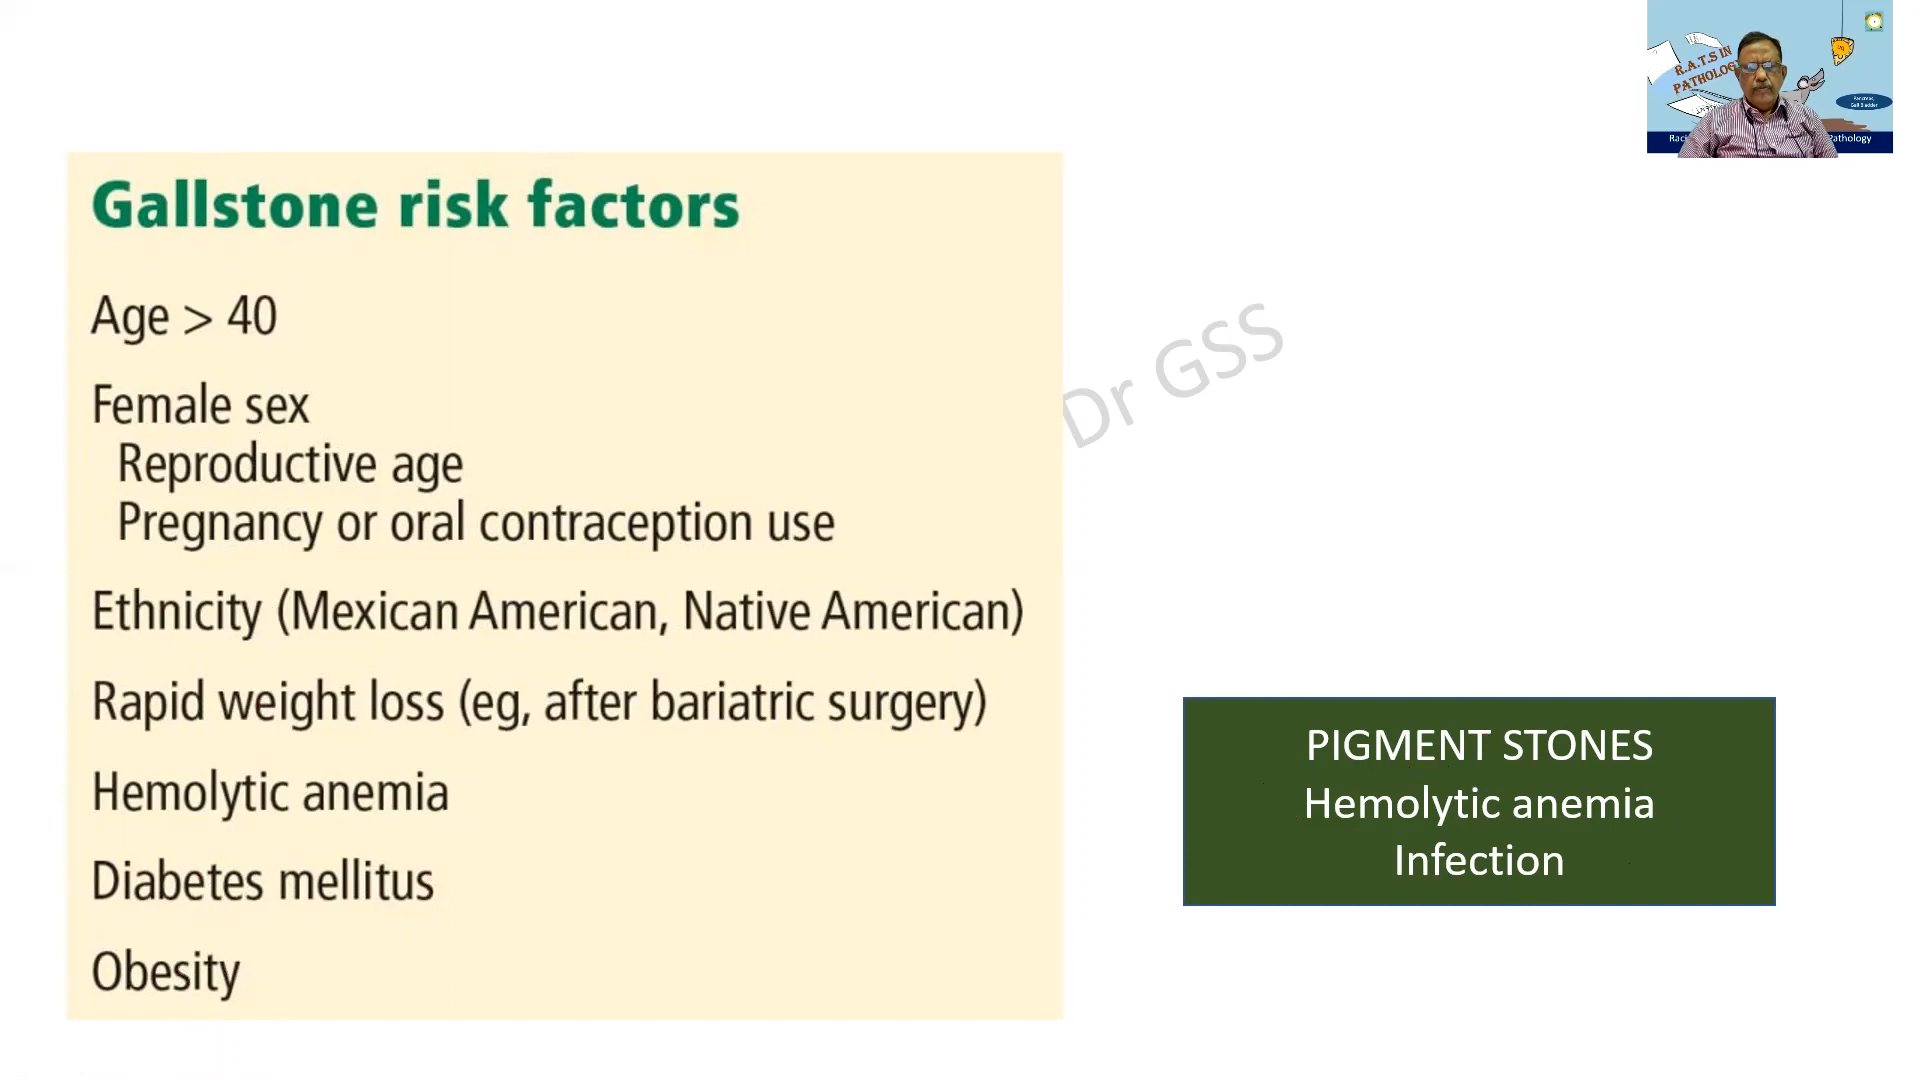 Gallstone risk factors
Age > 40
Female sex
Reproductive age
Pregnancy or oral contraception use
Ethnicity (Mexican American, Native American)
Rapid weight loss (eg, after bariatric surgery)
Hemolytic anemia
Diabetes mellitus
Obesity
Dr GSS
PIGMENT STONES
Hemolytic anemia
Infection
R.A.T.S IN
PATHOLOG
Pancreas,
Gall Bladder
Pathology